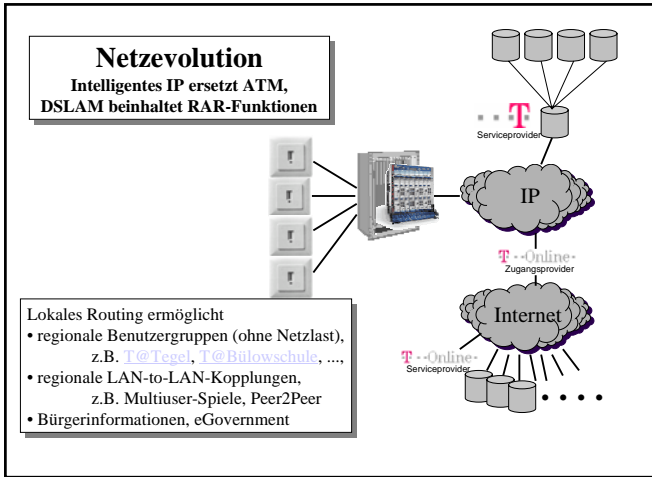 Netzevolution
Intelligentes IP ersetzt ATM,
DSLAM beinhaltet RAR-Funktionen
T
Serviceprovider
IP
T - -Online-
Zugangsprovider
Internet
T - -Online-
Serviceprovider
Lokales Routing ermöglicht
• regionale Benutzergruppen (ohne Netzlast),
z.B. T@Tegel, T@Bülowschule, ...,
• regionale LAN-to-LAN-Kopplungen,
z.B. Multiuser-Spiele, Peer2Peer
• Bürgerinformationen, eGovernment